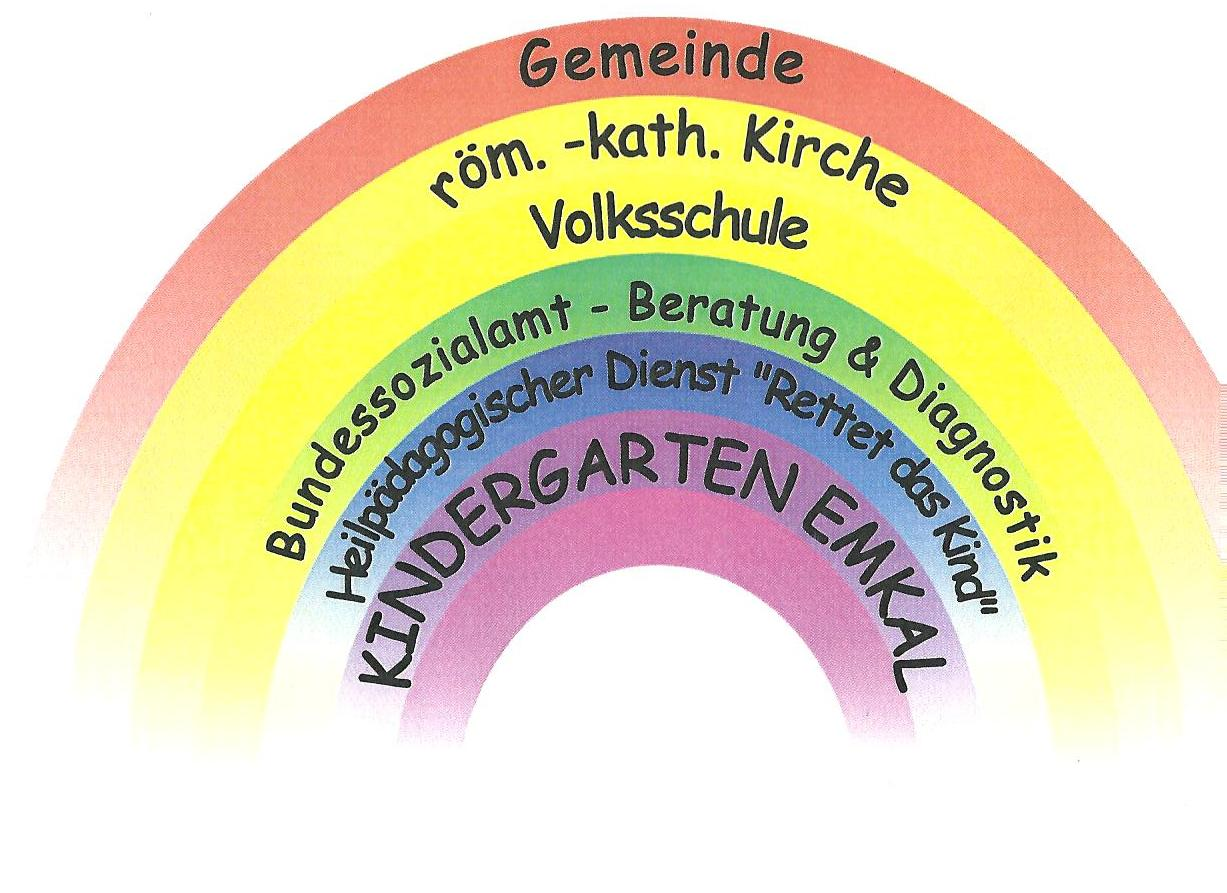 Gemeinde
röm. -kath. Kirche
Volksschule
Bundessozialamt - Beratung & Diagnostik
Heilpädagogischer Dienst "Rettet das Kind"
KINDERGARTEN EMKAL